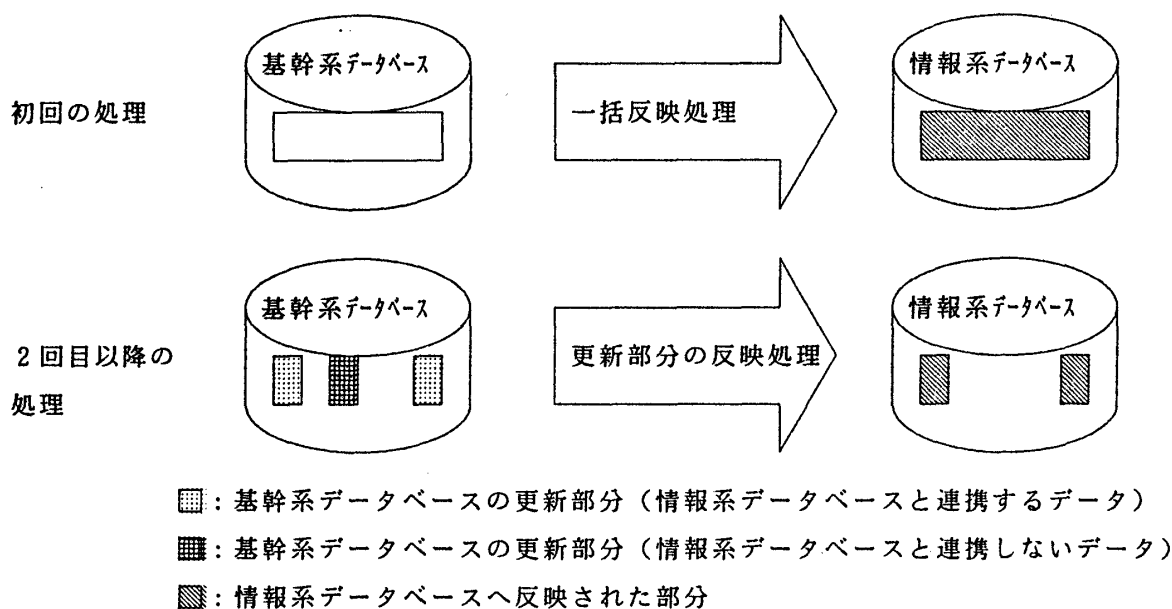 基幹系データベース
情報系データベース
初回の処理
一括反映処理
基幹系データベース
情報系データベース
2回目以降の
処理
更新部分の反映処理
：基幹系データベースの更新部分（情報系データベースと連携するデータ）
：基幹系データベースの更新部分（情報系データベースと連携しないデータ）
：情報系データベースへ反映された部分